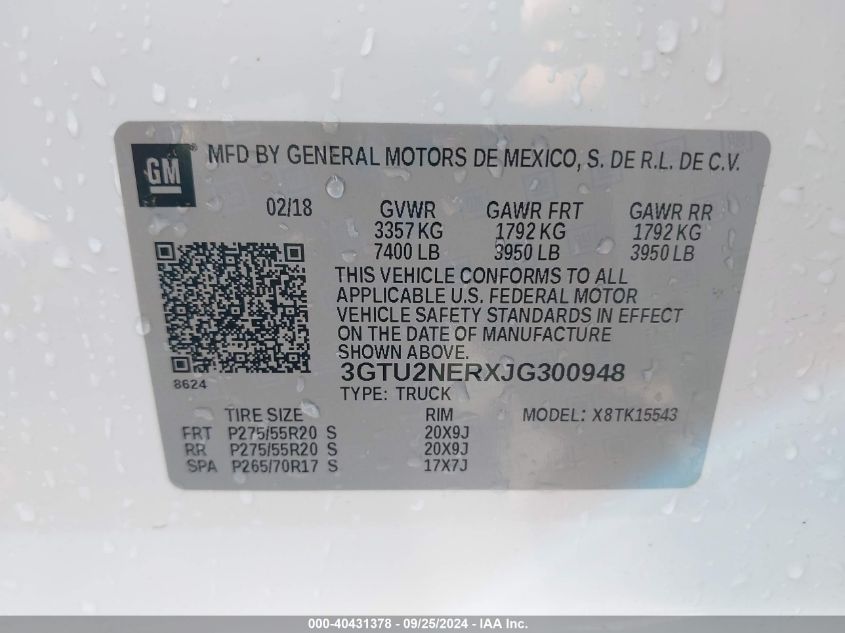 GM ® MFD BY GENERAL MOTORS DE MEXICO, S. DE R.L. DE C.V.
02/18 GVWR GAWR FRT GAWR RR
3357 KG 1792 KG 1792 KG
7400 LB 3950 LB 3950 LB
THIS VEHICLE CONFORMS TO ALL
APPLICABLE U.S. FEDERAL MOTOR
VEHICLE SAFETY STANDARDS IN EFFECT
ON THE DATE OF MANUFACTURE
SHOWN ABOVE.
3GTU2NERXJG300948
8624
TYPE: TRUCK
TIRE SIZE RIM MODEL: X8TK15543
FRT P275/55R20 S 20X9J
RR P275/55R20 S 20X9J
SPA P265/70R17 S 17X7J
000-40431378 - 09/25/2024 - IAA Inc.